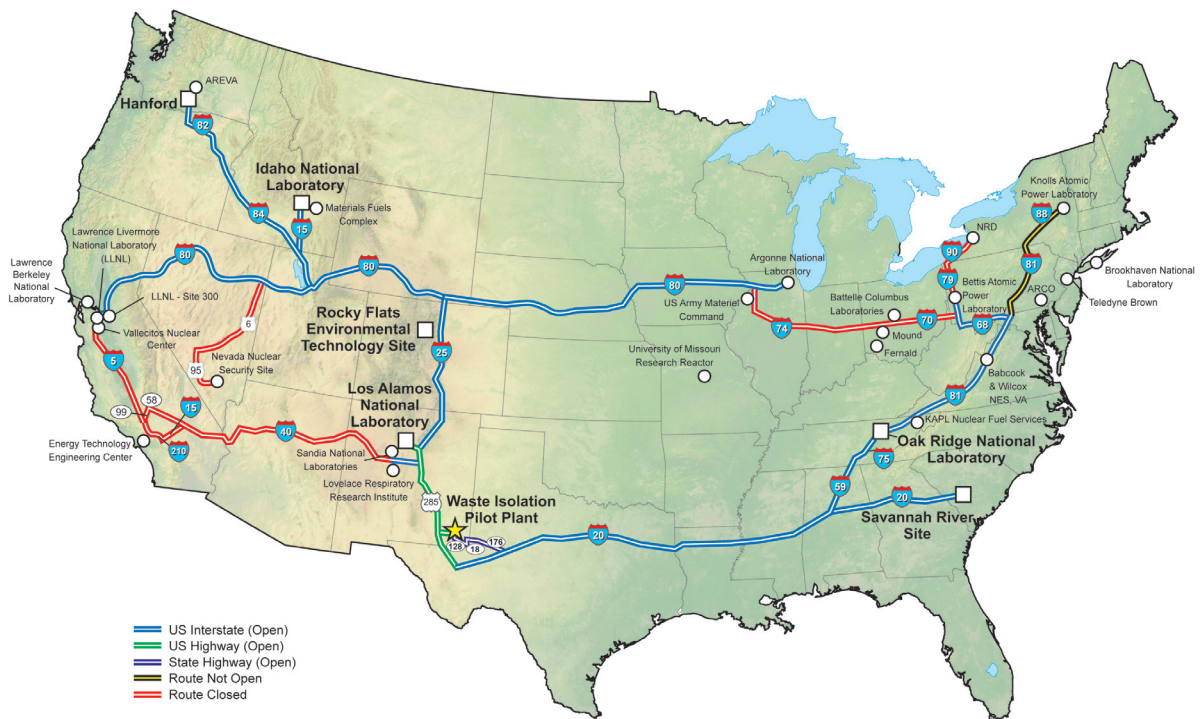 AREVA
Hanford
82
Idaho National
Laboratory
Materials Fuels
Complex
84
15
Lawrence Livermore
National Laboratory
(LLNL)
80
Lawrence
Berkeley
National
Laboratory
LLNL - Site 300
Vallecitos Nuclear
Center
80
6
95
Nevada Nuclear
Security Site
5
58
99
15
210
40
Energy Technology
Engineering Center
Rocky Flats
Environmental
Technology Site
25
Los Alamos
National
Laboratory
Sandia National
Laboratories
Lovelace Respiratory
Research Institute
285
Waste Isolation
Pilot Plant
128
18
176
20
80
Argonne National
Laboratory
US Army Materiel
Command
74
Battelle Columbus
Laboratories
70
Mound
Fernald
University of Missouri
Research Reactor
Knolls Atomic
Power Laboratory
88
NRD
90
81
79
Bettis Atomic
Power
Laboratory
68
ARCO
Brookhaven National
Laboratory
Teledyne Brown
Babcock
& Wilcox
NES, VA
81
KAPL Nuclear Fuel Services
Oak Ridge National
Laboratory
75
59
20
Savannah River
Site
US Interstate (Open)
US Highway (Open)
State Highway (Open)
Route Not Open
Route Closed